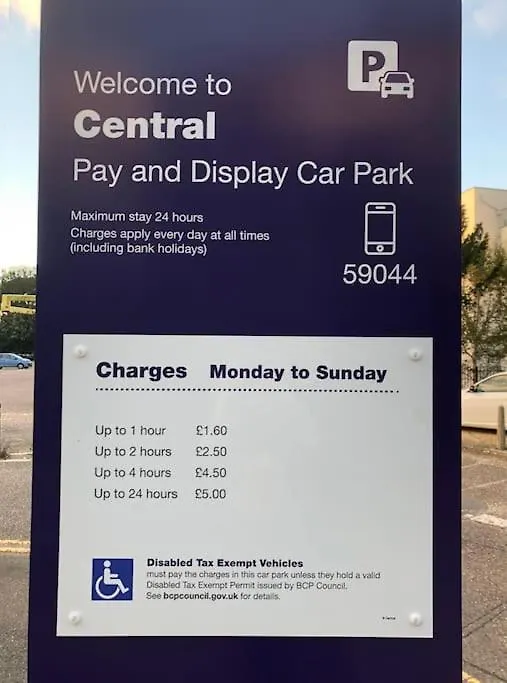 P
Welcome to
Central
Pay and Display Car Park
Maximum stay 24 hours
Charges apply every day at all times
(including bank holidays)
59044
Charges Monday to Sunday
Up to 1 hour £1.60
Up to 2 hours £2.50
Up to 4 hours £4.50
Up to 24 hours £5.00
Disabled Tax Exempt Vehicles
must pay the charges in this car park unless they hold a valid
Disabled Tax Exempt Permit issued by BCP Council.
See bcpcouncil.gov.uk for details.